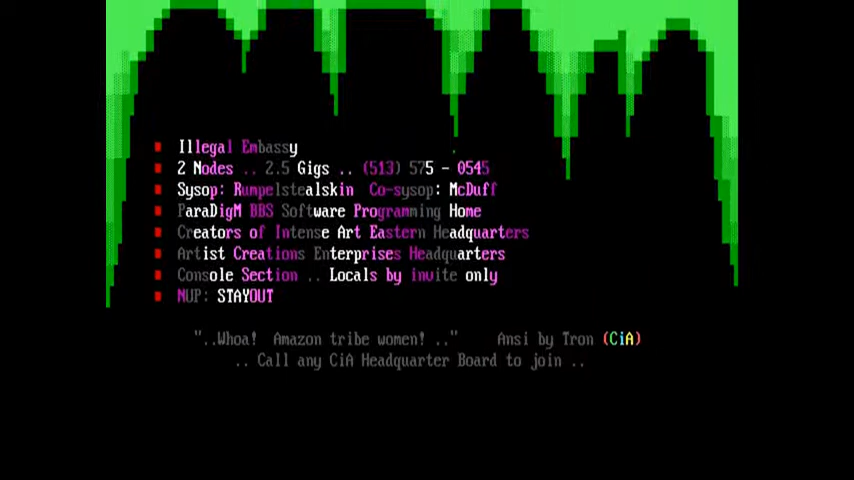 Illegal Embassy
2 Nodes .. 2.5 Gigs .. (513) 575 - 0545
Sysop: Rumpelstealskin Co-sysop: McDuff
ParaDigM BBS Software Programming Home
Creators of Intense Art Eastern Headquarters
Artist Creations Enterprises Headquarters
Console Section .. Locals by invite only
NUP: STAYOUT
"..Whoa! Amazon tribe women! .." Ansi by Tron (CiA)
.. Call any CiA Headquarter Board to join ..